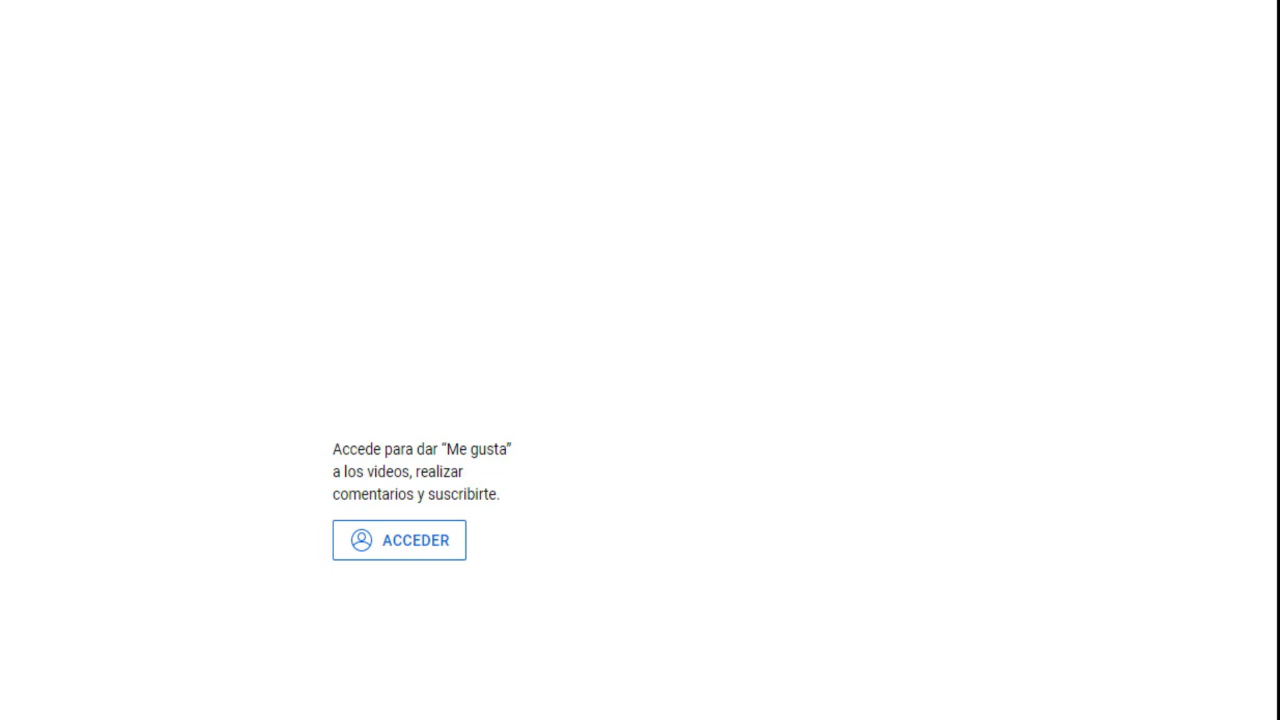 Accede para dar “Me gusta”
a los videos, realizar
comentarios y suscribirte.
ACCEDER